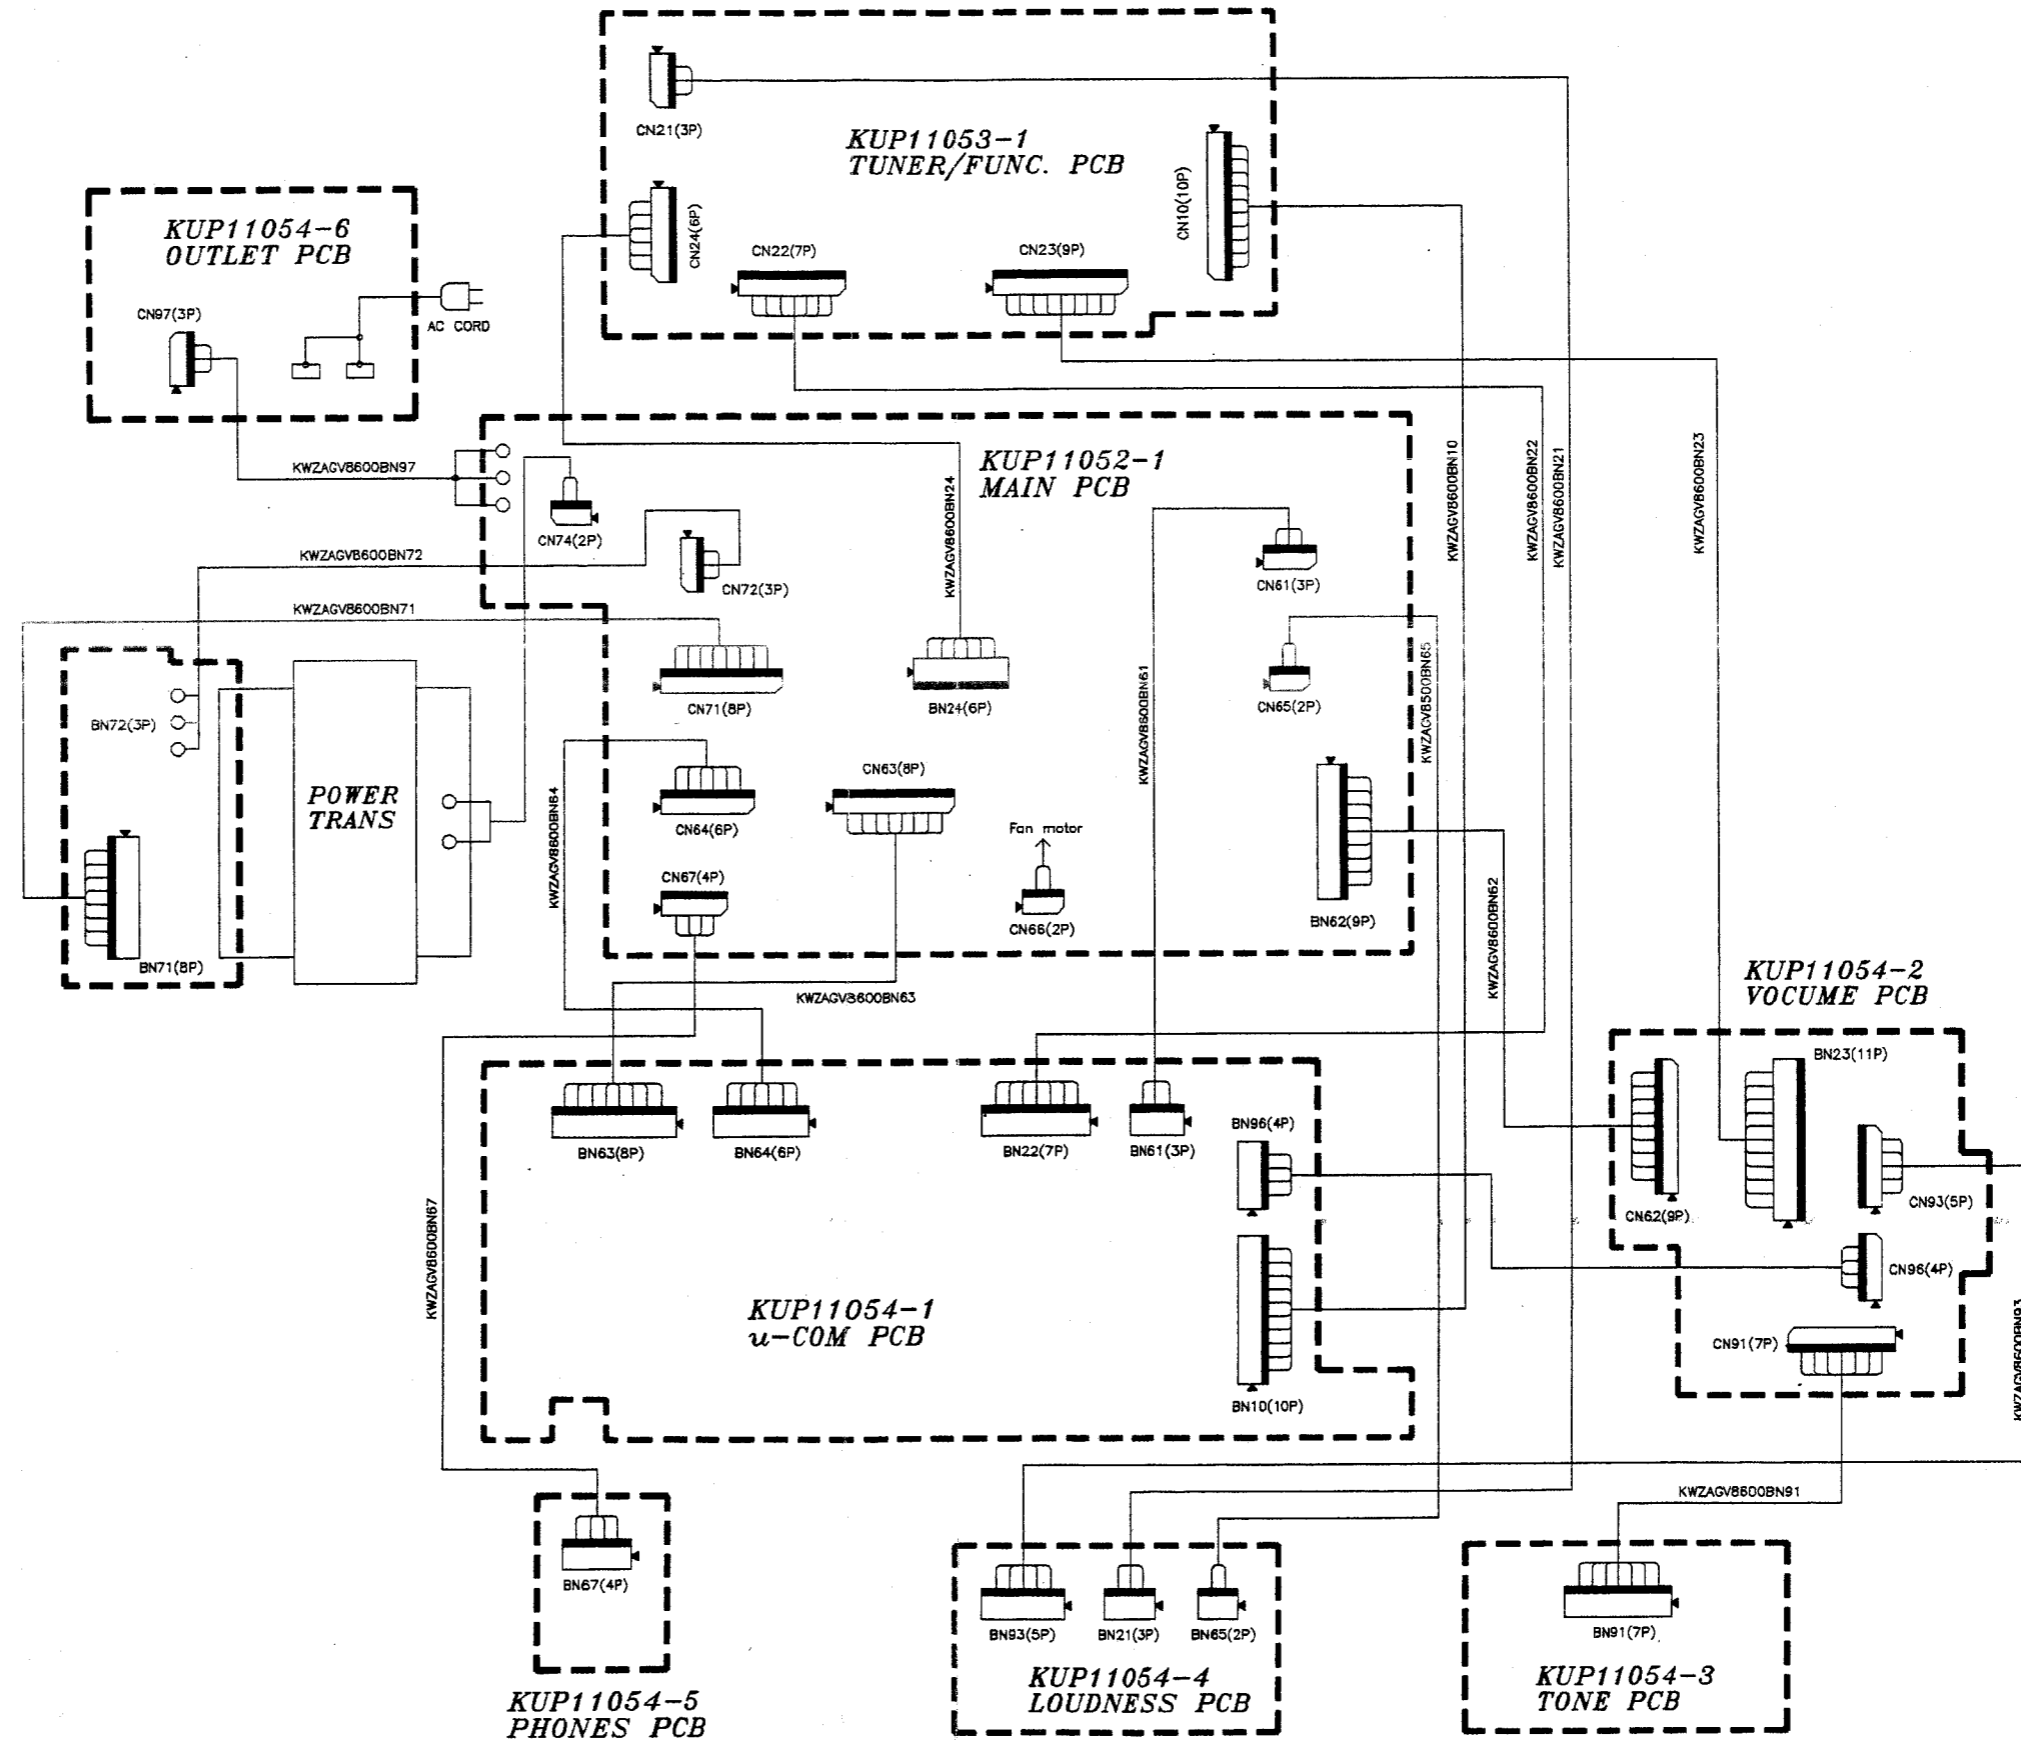 CN21(3P)
KUP11053-1
TUNER/FUNC. PCB
CN10(10P)
CN24(6P)
CN22(7P)
CN23(9P)
KUP11054-6
OUTLET PCB
CN97(3P)
AC CORD
KWZAGV8600BN97
KUP11052-1
MAIN PCB
CN74(2P)
KWZAGV8600BN24
KWZAGV8600BN72
CN72(3P)
CN61(3P)
KWZAGV8600BN10
KWZAGV8600BN22
KWZAGV8600BN21
KWZAGV8600BN23
KWZAGV8600BN71
CN71(8P)
BN24(6P)
CN65(2P)
KWZAGV8600BN61
KWZAGV8500BN65
BN72(3P)
POWER
TRANS
CN64(6P)
CN63(8P)
KWZAGV8600BN64
Fan motor
CN67(4P)
CN66(2P)
BN62(9P)
KWZAGV8600BN62
BN71(8P)
KWZAGV8600BN63
KUP11054-2
VOCUME PCB
BN23(11P)
BN63(8P)
BN64(6P)
BN22(7P)
BN61(3P)
BN96(4P)
CN62(9P)
CN93(5P)
CN96(4P)
KWZAGV8600BN67
KUP11054-1
u-COM PCB
CN91(7P)
KWZAGV8600BN93
BN10(10P)
KWZAGV8600BN91
BN67(4P)
BN93(5P)
BN21(3P)
BN65(2P)
BN91(7P)
KUP11054-5
PHONES PCB
KUP11054-4
LOUDNESS PCB
KUP11054-3
TONE PCB